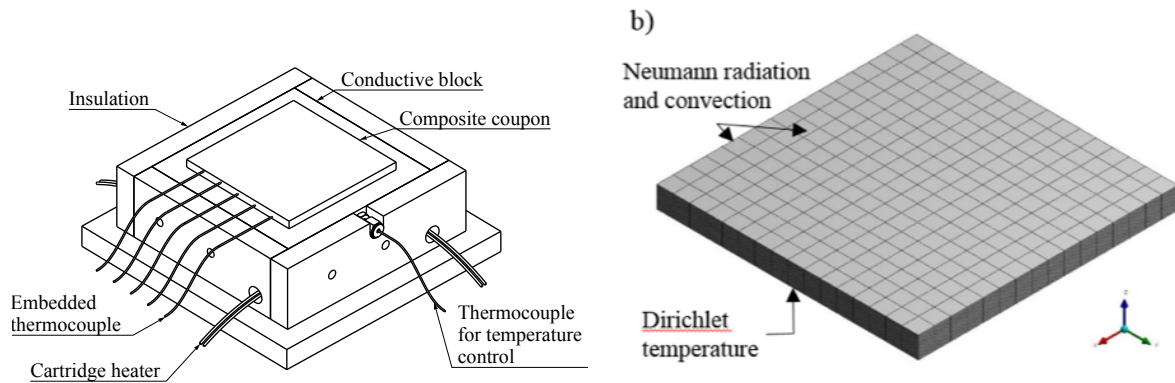 Insulation
Conductive block
Composite coupon
Embedded
thermocouple
Cartridge heater
Thermocouple
for temperature
control
b)
Neumann radiation
and convection
Dirichlet
temperature
z